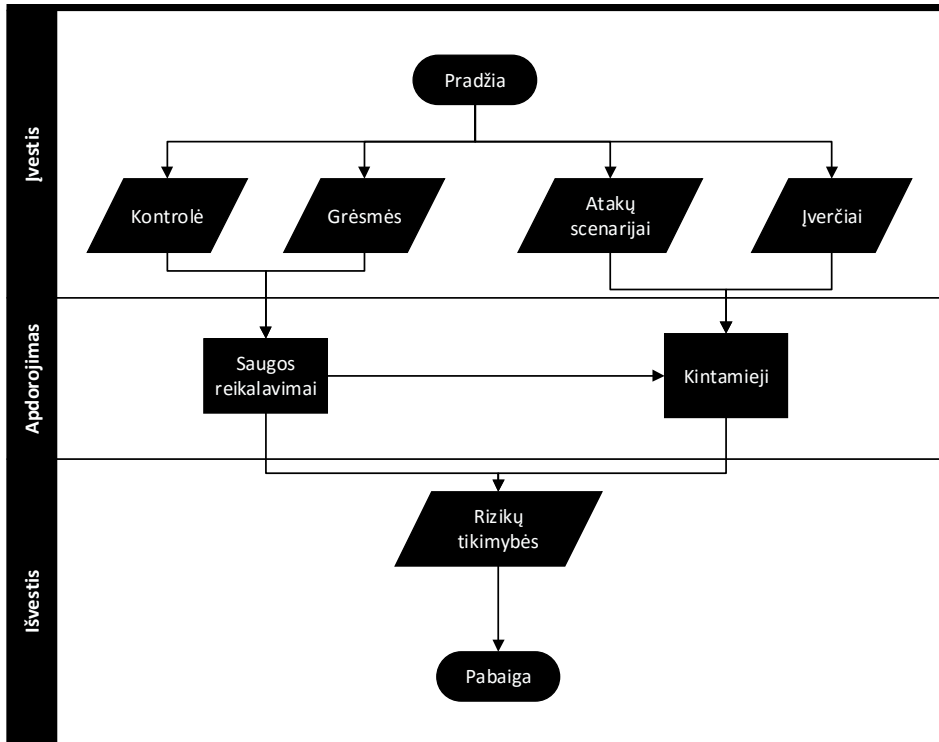 Įvestis
Pradžia
Kontrolė
Grėsmės
Atakų
scenarijai
Įverčiai
Apdorojimas
Saugos
reikalavimai
Kintamieji
Išvestis
Rizikų
tikimybės
Pabaiga